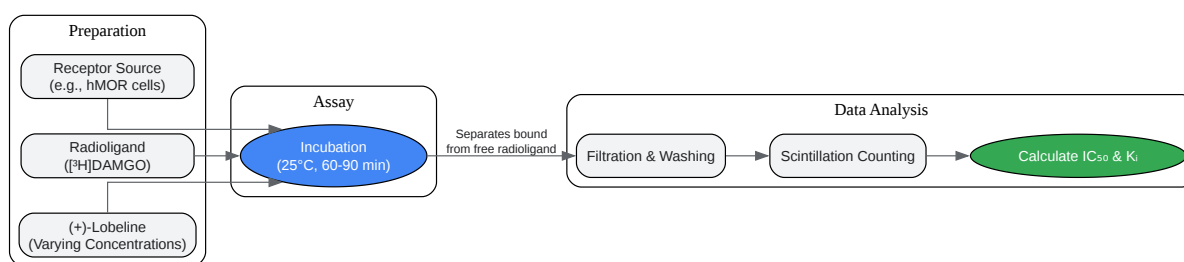 Preparation
Receptor Source
(e.g., hMOR cells)
Radioligand
([³H]DAMGO)
(+)-Lobeline
(Varying Concentrations)
Assay
Incubation
(25°C, 60-90 min)
Separates bound
from free radioligand
Data Analysis
Filtration & Washing
Scintillation Counting
Calculate IC₅₀ & Kᵢ